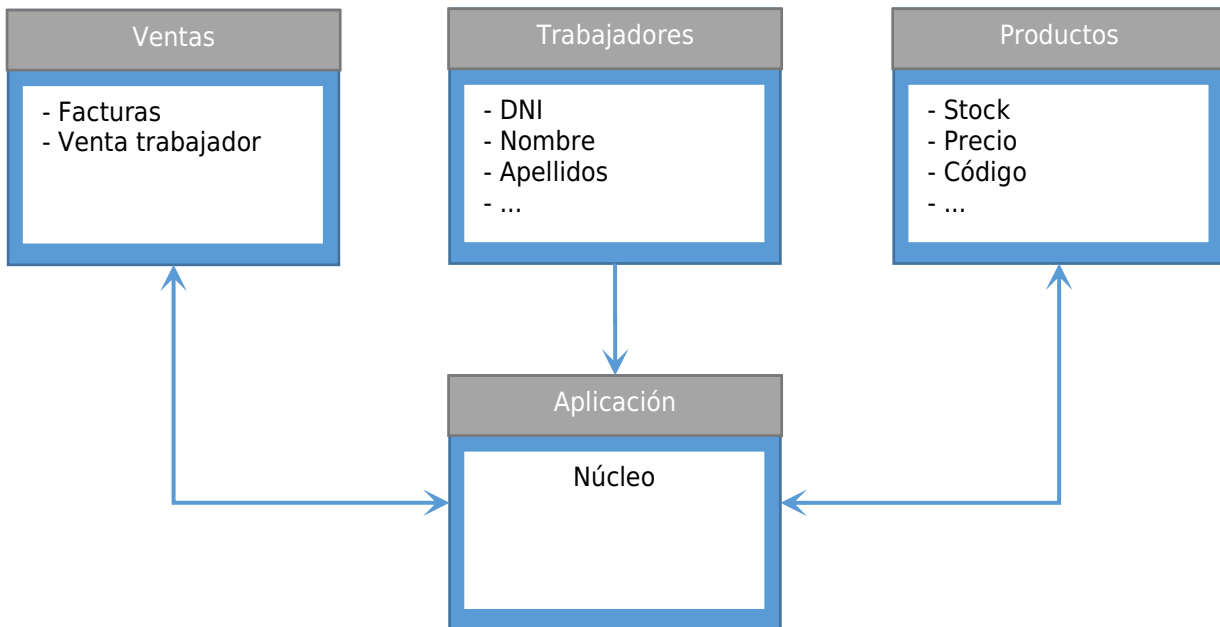 Ventas
- Facturas
- Venta trabajador
Trabajadores
- DNI
- Nombre
- Apellidos
- ...
Productos
- Stock
- Precio
- Código
- ...
Aplicación
Núcleo